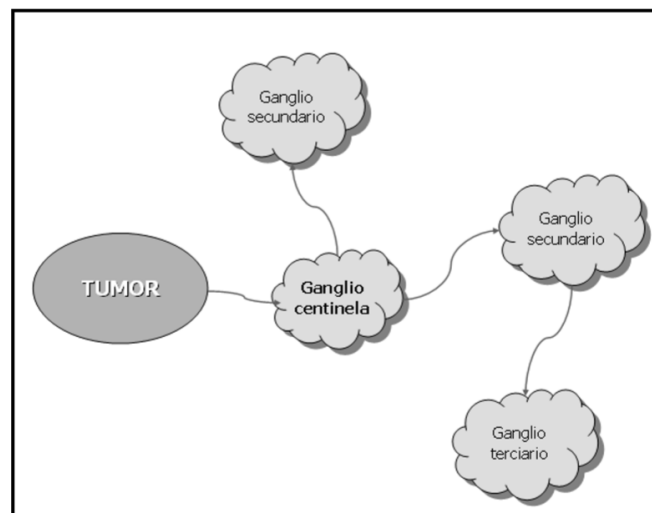 Ganglio
secundario
Ganglio
secundario
TUMOR
Ganglio
centinela
Ganglio
terciario